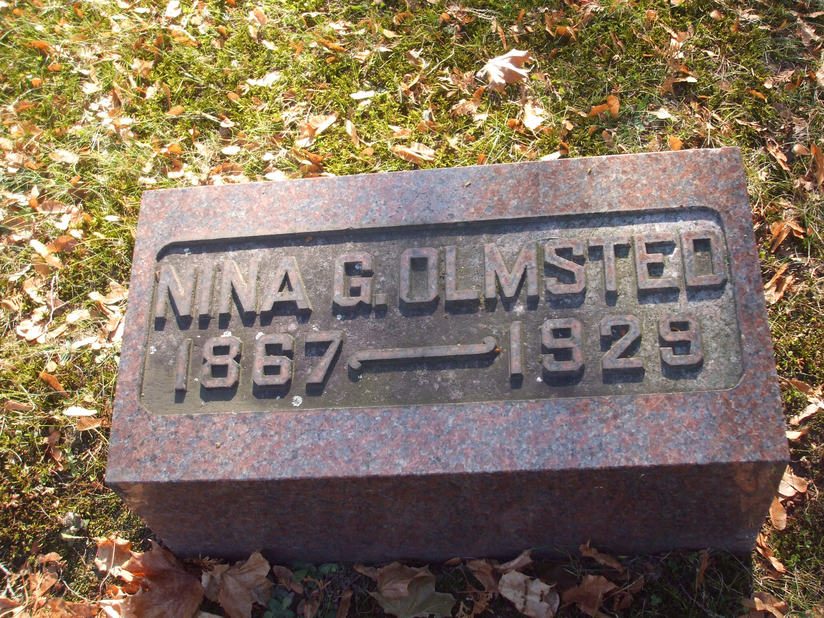 NINA G. OLMSTED
1867 — 1929